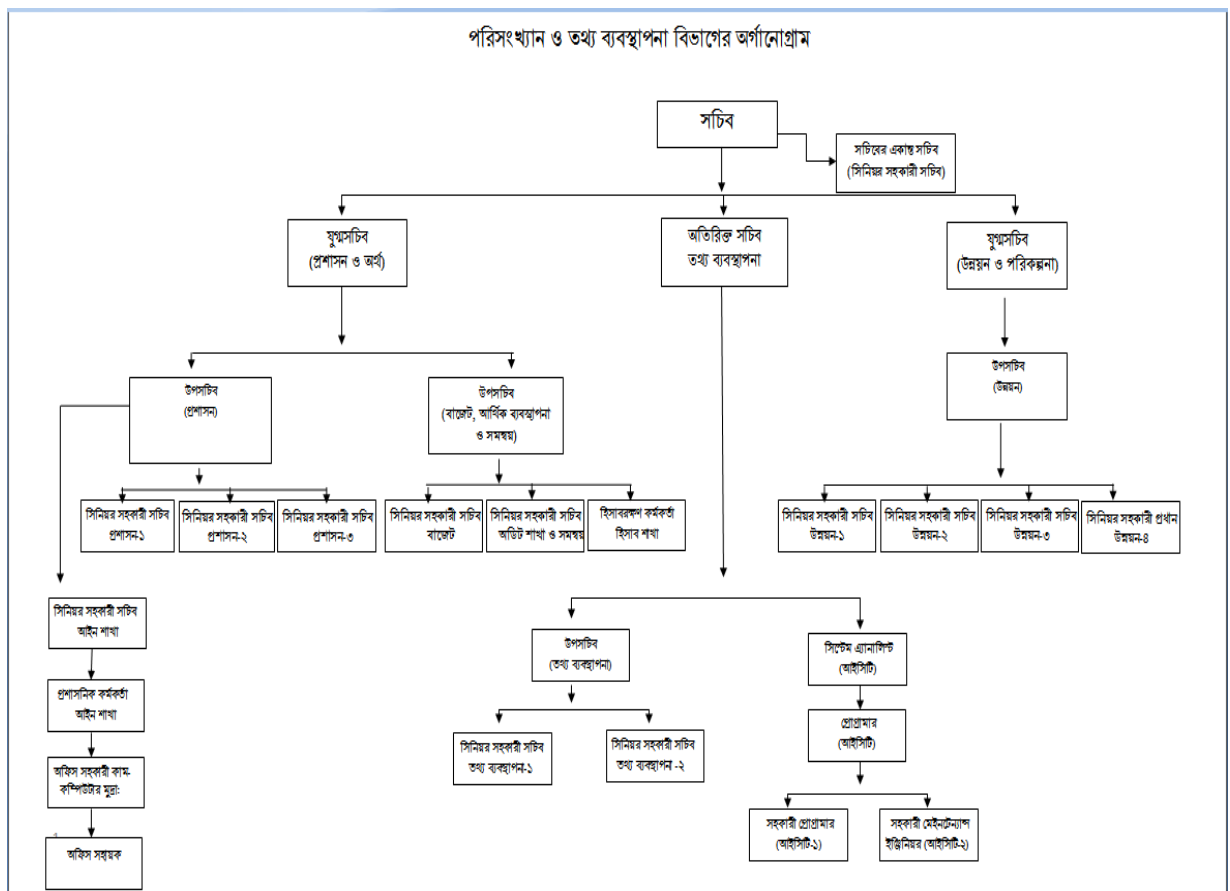 পরিসংখ্যান ও তথ্য ব্যবস্থাপনা বিভাগের অর্গানোগ্রাম
সচিব
সচিবের একান্ত সচিব
(সিনিয়র সহকারী সচিব)
যুগ্মসচিব
(প্রশাসন ও অর্থ)
অতিরিক্ত সচিব
তথ্য ব্যবস্থাপনা
যুগ্মসচিব
(উন্নয়ন ও পরিকল্পনা)
উপসচিব
(প্রশাসন)
উপসচিব
(বাজেট, আর্থিক ব্যবস্থাপনা
ও সমন্বয়)
উপসচিব
(উন্নয়ন)
সিনিয়র সহকারী সচিব
প্রশাসন-১
সিনিয়র সহকারী সচিব
প্রশাসন-২
সিনিয়র সহকারী সচিব
প্রশাসন-৩
সিনিয়র সহকারী সচিব
বাজেট
সিনিয়র সহকারী সচিব
অডিট শাখা ও সমন্বয়
হিসাবরক্ষণ কর্মকর্তা
হিসাব শাখা
সিনিয়র সহকারী সচিব
উন্নয়ন-১
সিনিয়র সহকারী সচিব
উন্নয়ন-২
সিনিয়র সহকারী সচিব
উন্নয়ন-৩
সিনিয়র সহকারী প্রধান
উন্নয়ন-৪
সিনিয়র সহকারী সচিব
আইন শাখা
প্রশাসনিক কর্মকর্তা
আইন শাখা
অফিস সহকারী কাম-
কম্পিউটার মুদ্রা:
অফিস সহায়ক
উপসচিব
(তথ্য ব্যবস্থাপনা)
সিস্টেম এ্যানালিস্ট
(আইসিটি)
প্রোগ্রামার
(আইসিটি)
সিনিয়র সহকারী সচিব
তথ্য ব্যবস্থাপন-১
সিনিয়র সহকারী সচিব
তথ্য ব্যবস্থাপনা -২
সহকারী প্রোগ্রামার
(আইসিটি-১)
সহকারী মেইনটেন্যান্স
ইঞ্জিনিয়র (আইসিটি-২)